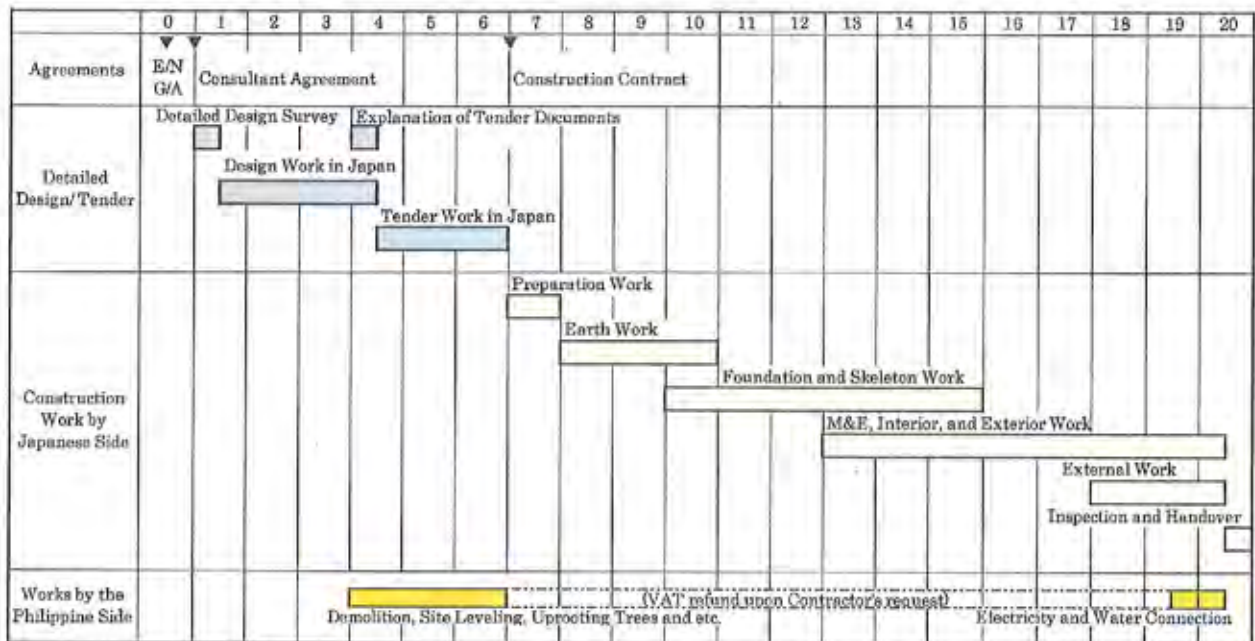 0 1 2 3 4 5 6 7 8 9 10 11 12 13 14 15 16 17 18 19 20
Agreements
E/N
G/A
Consultant Agreement
Construction Contract
Detailed
Design/Tender
Detailed Design Survey
Explanation of Tender Documents
Design Work in Japan
Tender Work in Japan
Construction
Work by
Japanese Side
Preparation Work
Earth Work
Foundation and Skeleton Work
M&E, Interior, and Exterior Work
External Work
Inspection and Handover
Works by the
Philippine Side
(VAT refund upon Contractor's request)
Demolition, Site Leveling, Uprooting Trees and etc.
Electricity and Water Connection